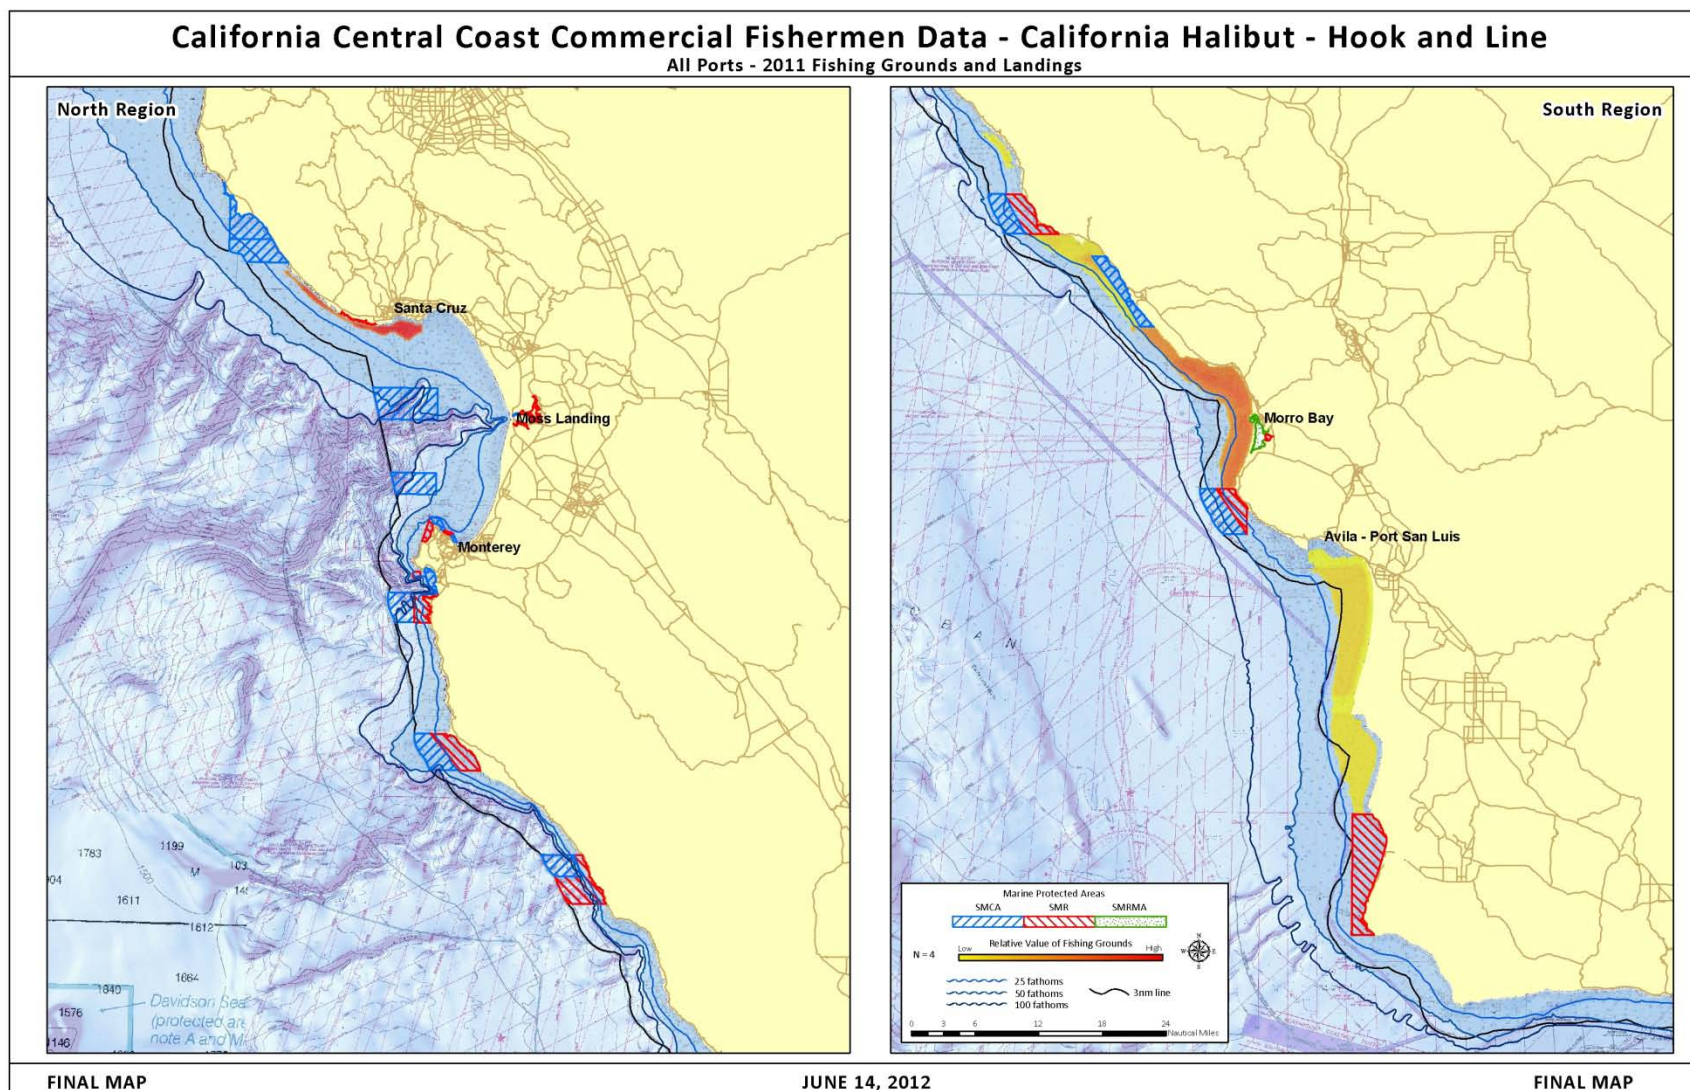 California Central Coast Commercial Fishermen Data - California Halibut - Hook and Line
All Ports - 2011 Fishing Grounds and Landings
North Region
Santa Cruz
Moss Landing
Monterey
1783
1199
103
M
1500
1611
1612
1664
1840
1576
1146
Davidson Sea
(protected are
note A and M
South Region
Morro Bay
Avila - Port San Luis
B A N
Marine Protected Areas
SMCA
SMR
SMRMA
Relative Value of Fishing Grounds
Low
High
N = 4
N
W
E
S
25 fathoms
50 fathoms
100 fathoms
3nm line
0 3 6 12 18 24
Nautical Miles
FINAL MAP
JUNE 14, 2012
FINAL MAP